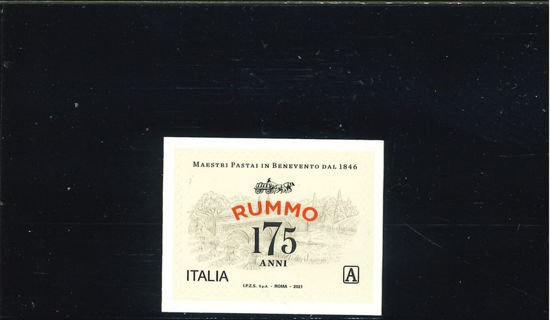 MAESTRI PASTAI IN BENEVENTO DAL 1846
RUMMO
175
ANNI
ITALIA
A
I.P.Z.S. S.p.A. - ROMA - 2021